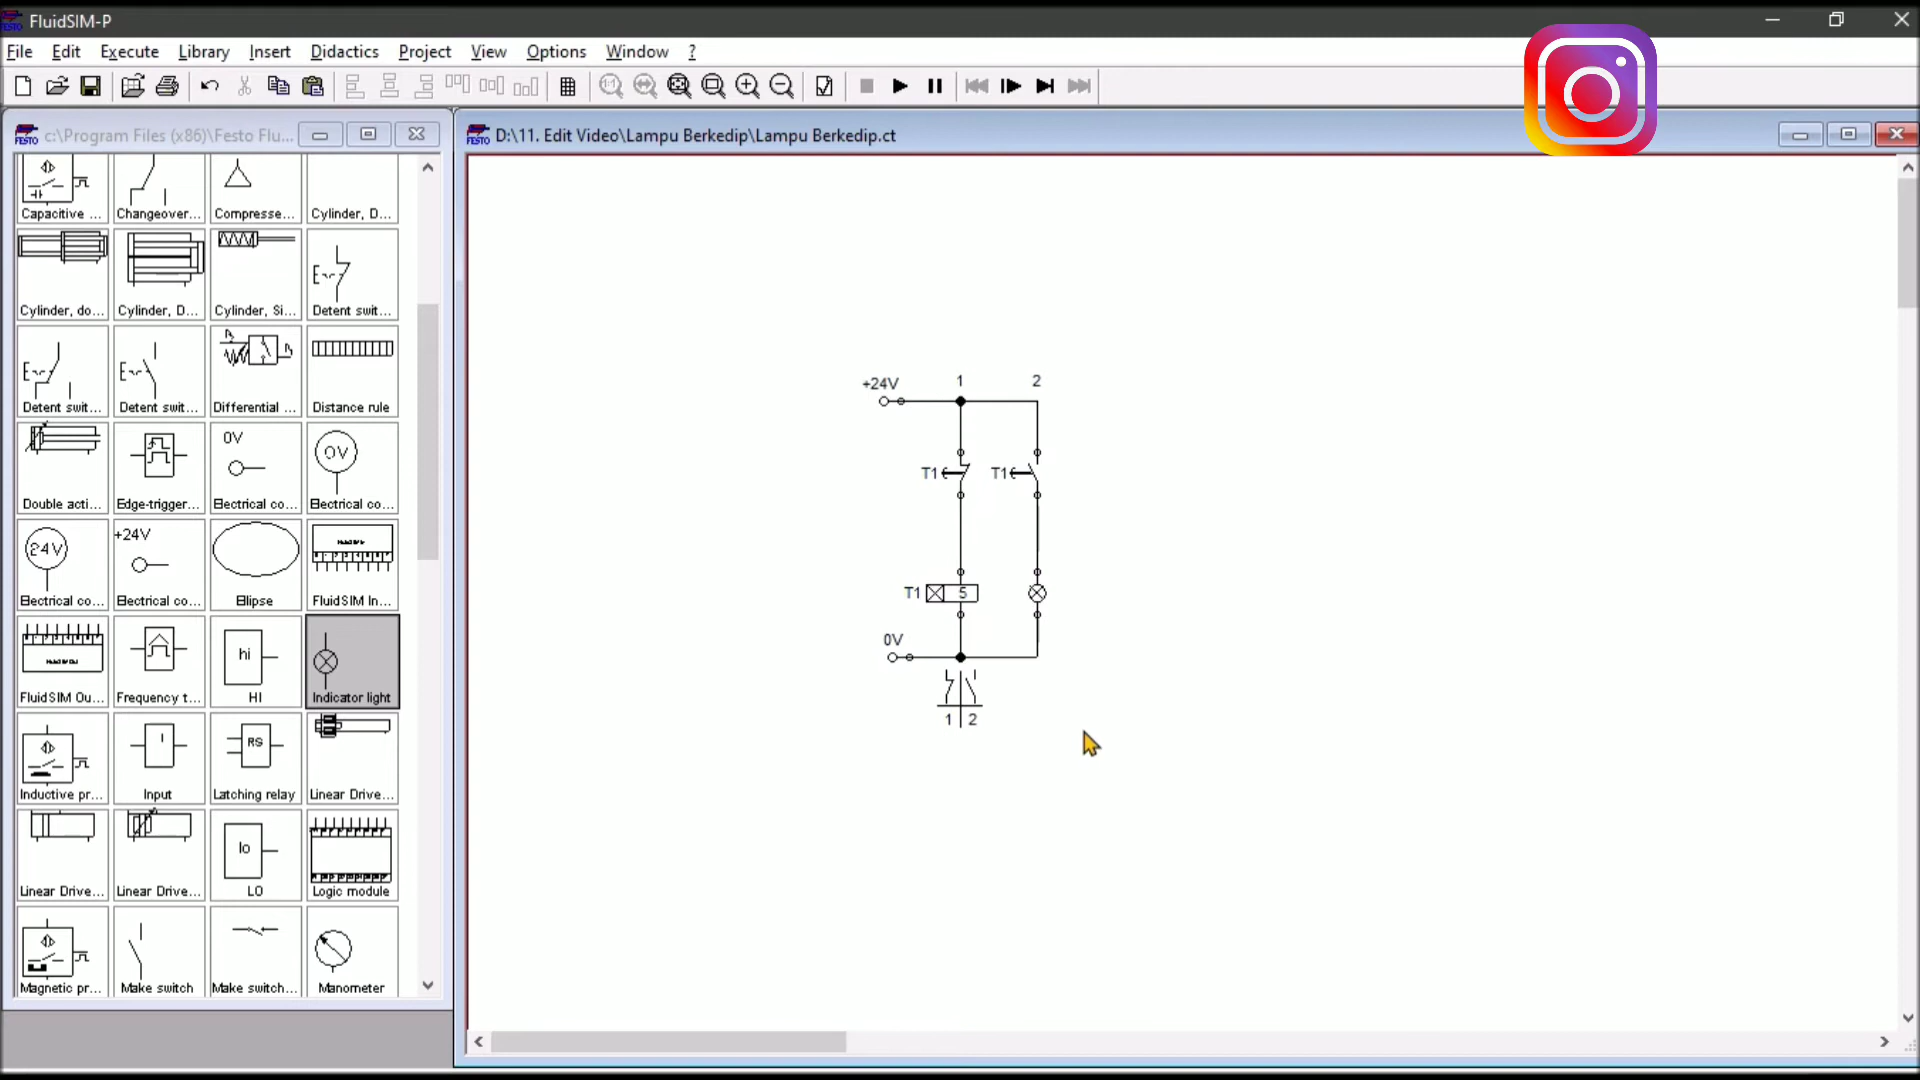 FluidSIM-P
File Edit Execute Library Insert Didactics Project View Options Window ?
c:\Program Files (x86)\Festo Flu...
D:\11. Edit Video\Lampu Berkedip\Lampu Berkedip.ct
FESTO
FESTO
Capacitive ... Changeover... Compresse... Cylinder, D...
Cylinder, do... Cylinder, D... Cylinder, Si... Detent swit...
Detent swit... Detent swit... Differential ... Distance rule
0V 0V
Double acti... Edge-trigger... Electrical co... Electrical co...
24V +24V
Electrical co... Electrical co... Ellipse FluidSIM In...
hi
FluidSIM Ou... Frequency t... HI Indicator light
I RS
Inductive pr... Input Latching relay Linear Drive...
lo
Linear Drive... Linear Drive... LO Logic module
Magnetic pr... Make switch Make switch... Manometer
+24V 1 2
T1 T1
T1 5
0V
1 2